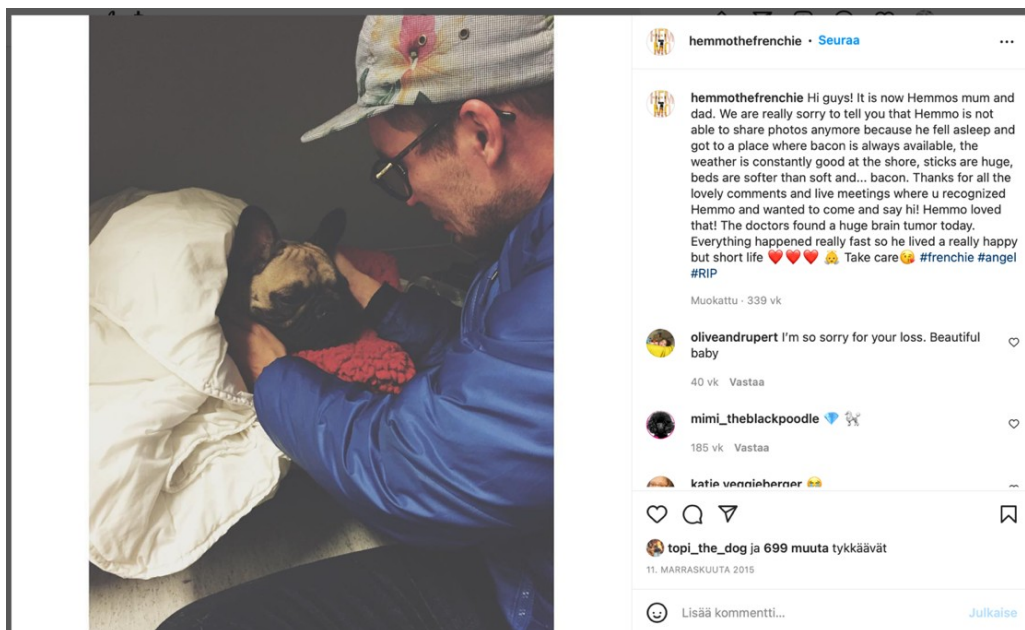 hemmothefrenchie • Seuraa
hemmothefrenchie Hi guys! It is now Hemmos mum and
dad. We are really sorry to tell you that Hemmo is not
able to share photos anymore because he fell asleep and
got to a place where bacon is always available, the
weather is constantly good at the shore, sticks are huge,
beds are softer than soft and... bacon. Thanks for all the
lovely comments and live meetings where u recognized
Hemmo and wanted to come and say hi! Hemmo loved
that! The doctors found a huge brain tumor today.
Everything happened really fast so he lived a really happy
but short life ❤️❤️❤️ 👼 Take care😘 #frenchie #angel
#RIP
Muokattu · 339 vk
oliveandrupert I'm so sorry for your loss. Beautiful
baby
40 vk Vastaa
mimi_theblackpoodle 💎 🐩
185 vk Vastaa
katie_veggieberger 😂
topi_the_dog ja 699 muuta tykkäävät
11. MARRASKUUTA 2015
Lisää kommentti...
Julkaise